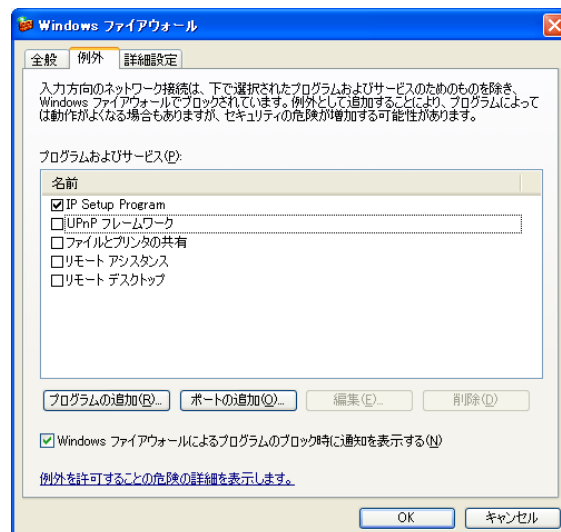 Windows ファイアウォール
全般 例外 詳細設定
入力方向のネットワーク接続は、下で選択されたプログラムおよびサービスのためのものを除き、
Windows ファイアウォールでブロックされています。例外として追加することにより、プログラムによって
は動作がよくなる場合もありますが、セキュリティの危険が増加する可能性があります。
プログラムおよびサービス(P):
名前
IP Setup Program
UPnP フレームワーク
ファイルとプリンタの共有
リモート アシスタンス
リモート デスクトップ
プログラムの追加(R)... ポートの追加(O)... 編集(E)... 削除(D)
Windows ファイアウォールによるプログラムのブロック時に通知を表示する(N)
例外を許可することの危険の詳細を表示します。
OK キャンセル